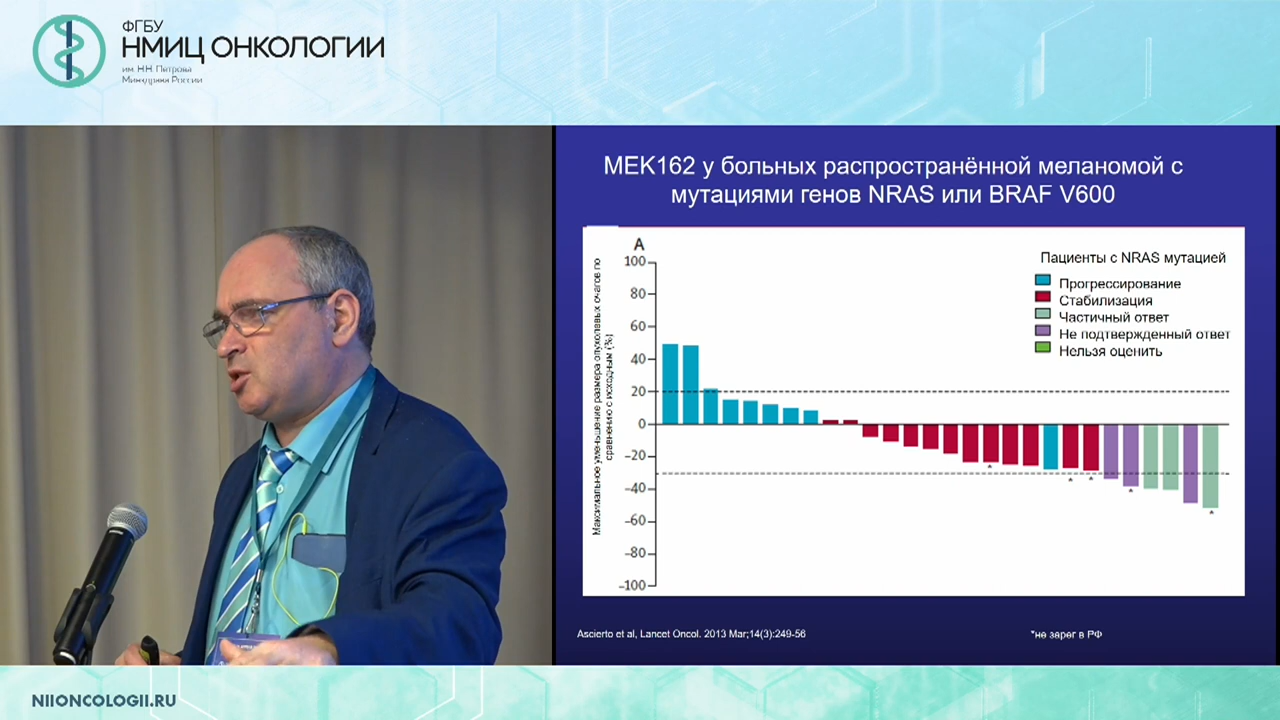 ФГБУ
НМИЦ ОНКОЛОГИИ
им. Н.Н. Петрова
Минздрава России
MEK162 у больных распространённой меланомой с
мутациями генов NRAS или BRAF V600
A
Максимальное уменьшение размера опухолевых очагов по
сравнению с исходным (%)
100
80
60
40
20
0
–20
–40
–60
–80
–100
Пациенты с NRAS мутацией
Прогрессирование
Стабилизация
Частичный ответ
Не подтвержденный ответ
Нельзя оценить
*
*
*
*
*
Ascierto et al, Lancet Oncol. 2013 Mar;14(3):249-56
*не зарег в РФ
NIIONCOLOGII.RU